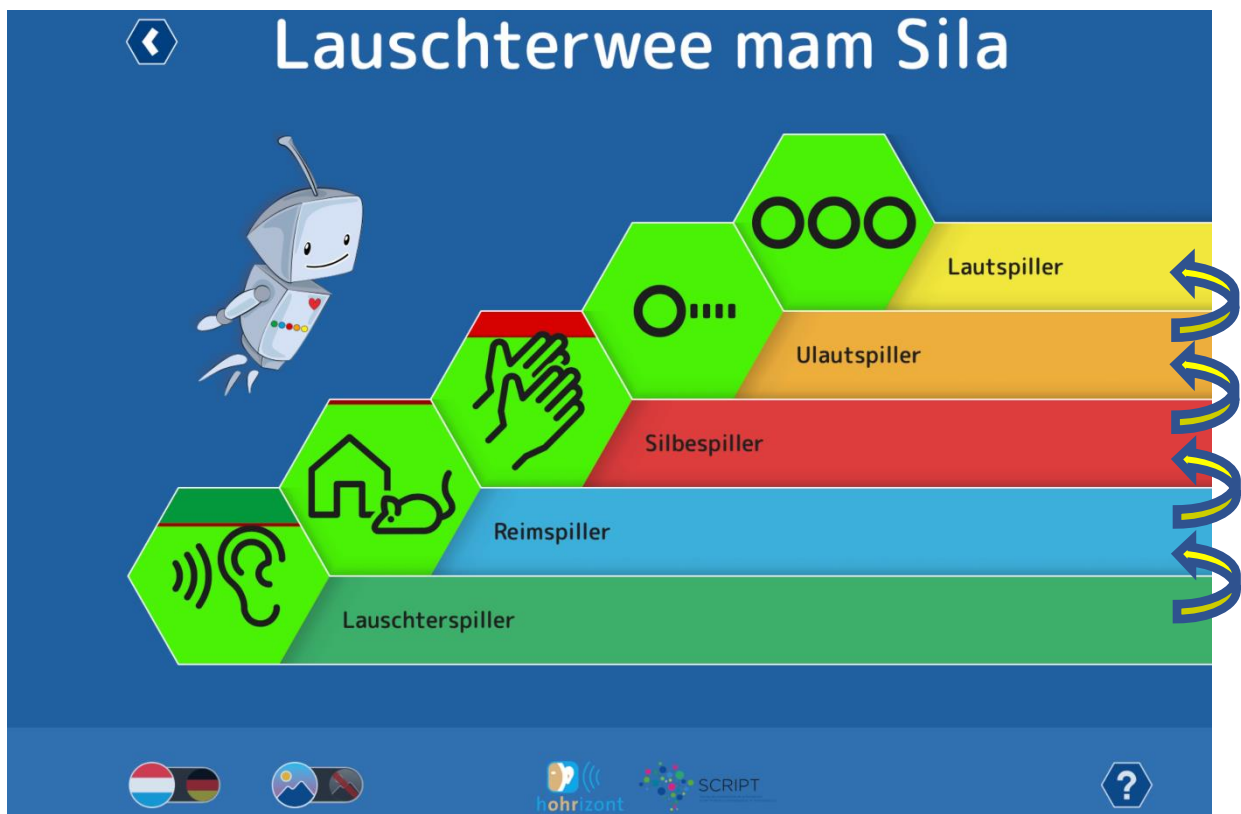 Lauschterwee mam Sila
Lautspiller
Ulautspiller
Silbespiller
Reimspiller
Lauschterspiller
hohrizont
SCRIPT
?